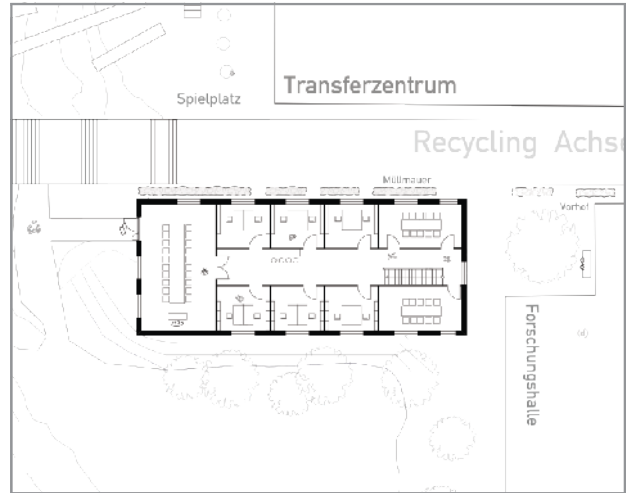 Transferzentrum
Spielplatz
Recycling Achse
Müllmauer
Vorhof
Forschungshalle